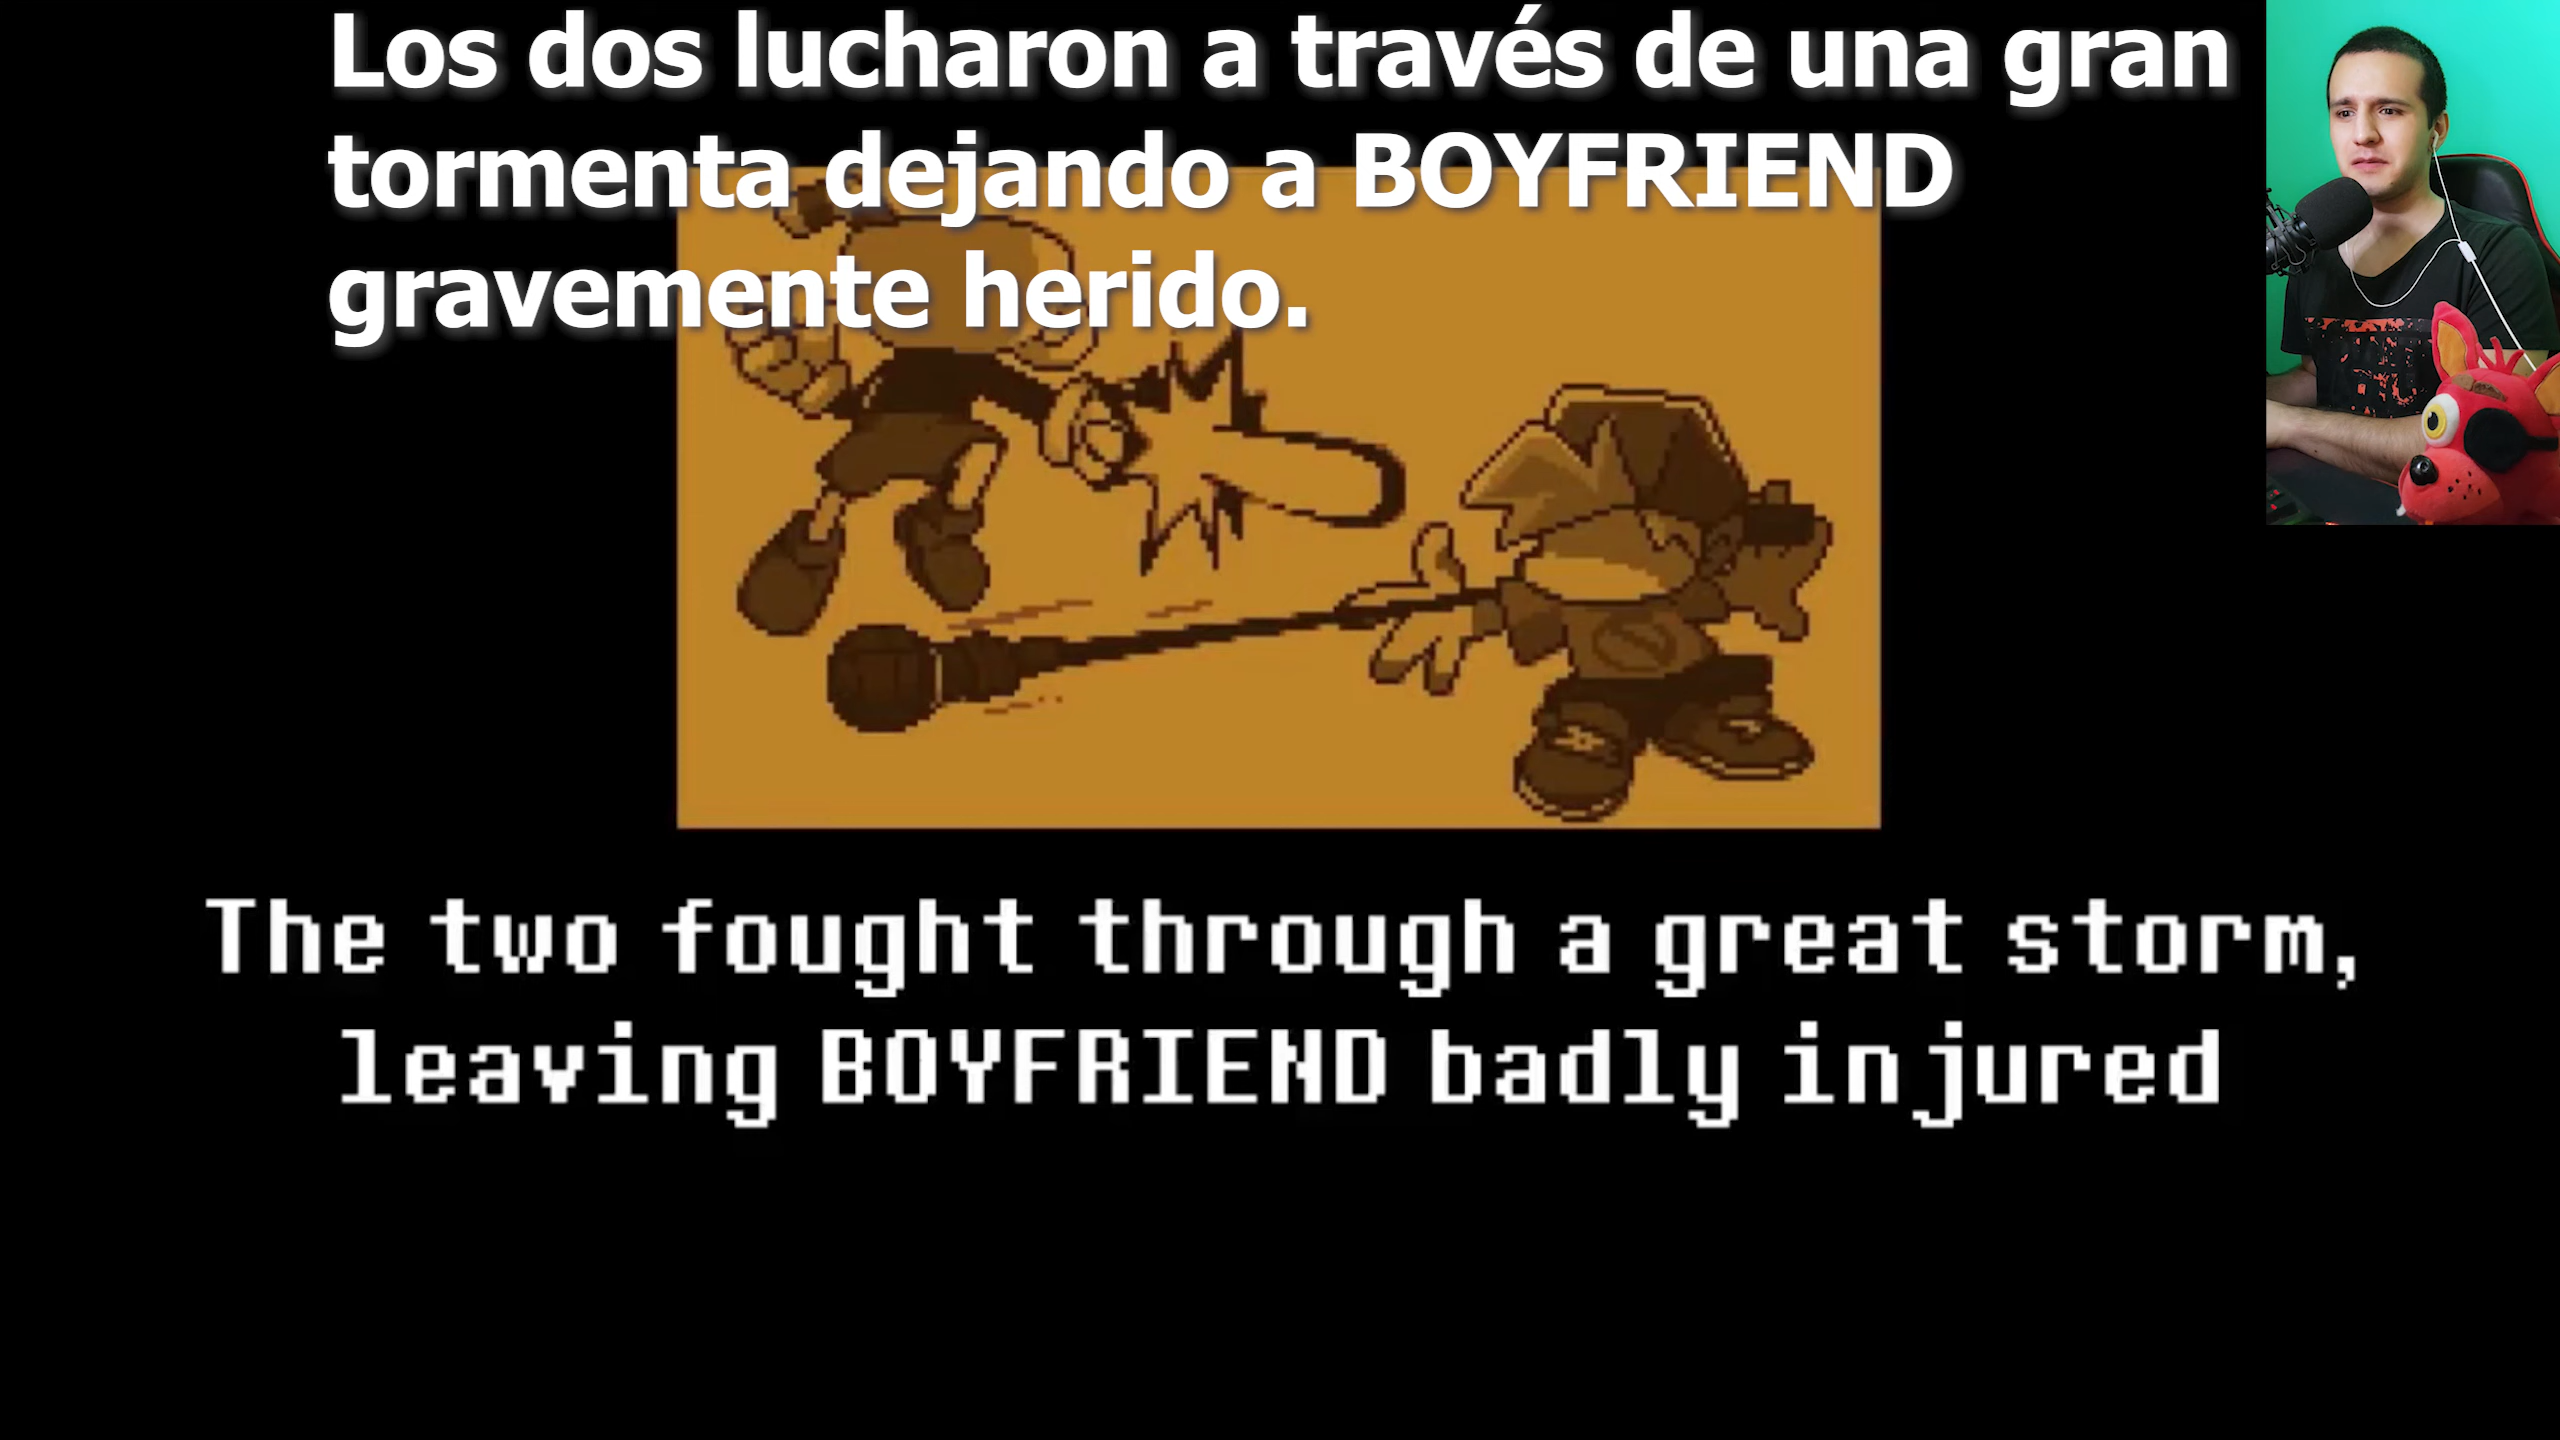 Los dos lucharon a través de una gran
tormenta dejando a BOYFRIEND
gravemente herido.
The two fought through a great storm,
leaving BOYFRIEND badly injured